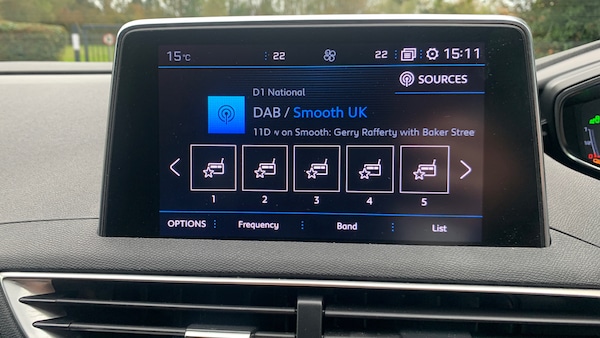 15°C 22 22 15:11
SOURCES
D1 National
DAB / Smooth UK
11D v on Smooth: Gerry Rafferty with Baker Stree
1 2 3 4 5
OPTIONS Frequency Band List